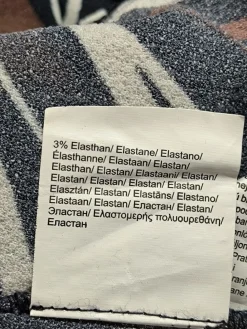 3% Elasthan/ Elastane/ Elastano/
Élasthanne/ Elastaan/ Elastan/
Elasthan/ Elastan/ Elastaani/ Elastan/
Elastan/ Elastan/ Elastan/ Elastan/
Elasztán/ Elastan/ Elastāns/ Elastano/
Elastaan/ Elastan/ Еластан/ Elastan/
Эластан/ Ελαστομερής πολυουρεθάνη/
Еластан